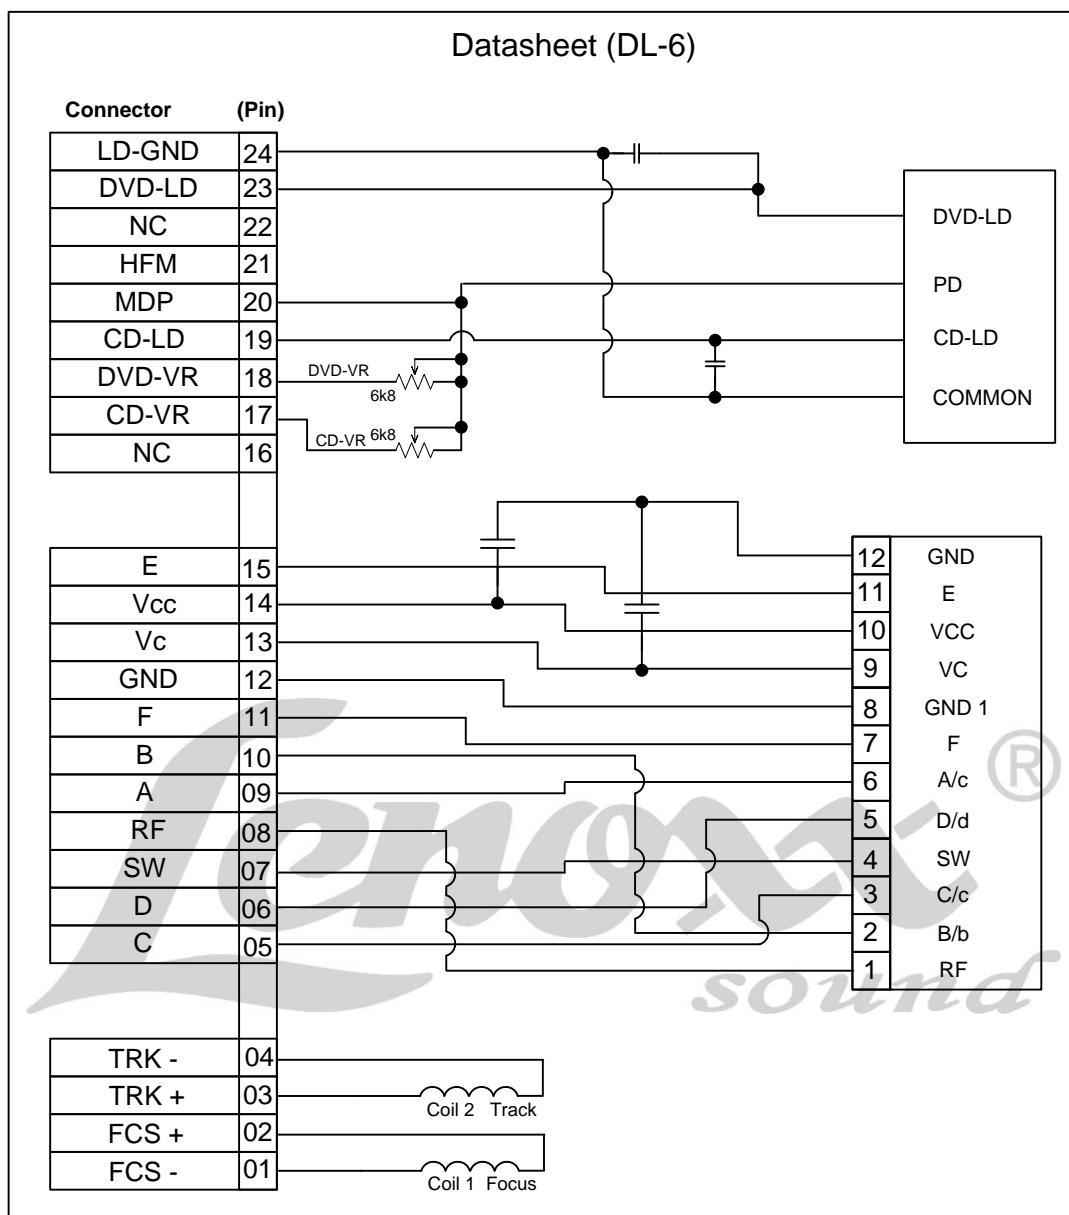 Datasheet (DL-6)
Connector (Pin)
LD-GND 24
DVD-LD 23
NC 22
HFM 21
MDP 20
CD-LD 19
DVD-VR 18
CD-VR 17
NC 16
DVD-VR
6k8
CD-VR 6k8
DVD-LD
PD
CD-LD
COMMON
E 15
Vcc 14
Vc 13
GND 12
F 11
B 10
A 09
RF 08
SW 07
D 06
C 05
12 GND
11 E
10 VCC
9 VC
8 GND 1
7 F
6 A/c
5 D/d
4 SW
3 C/c
2 B/b
1 RF
Lenoxx ®
sound
TRK - 04
TRK + 03
FCS + 02
FCS - 01
Coil 2 Track
Coil 1 Focus